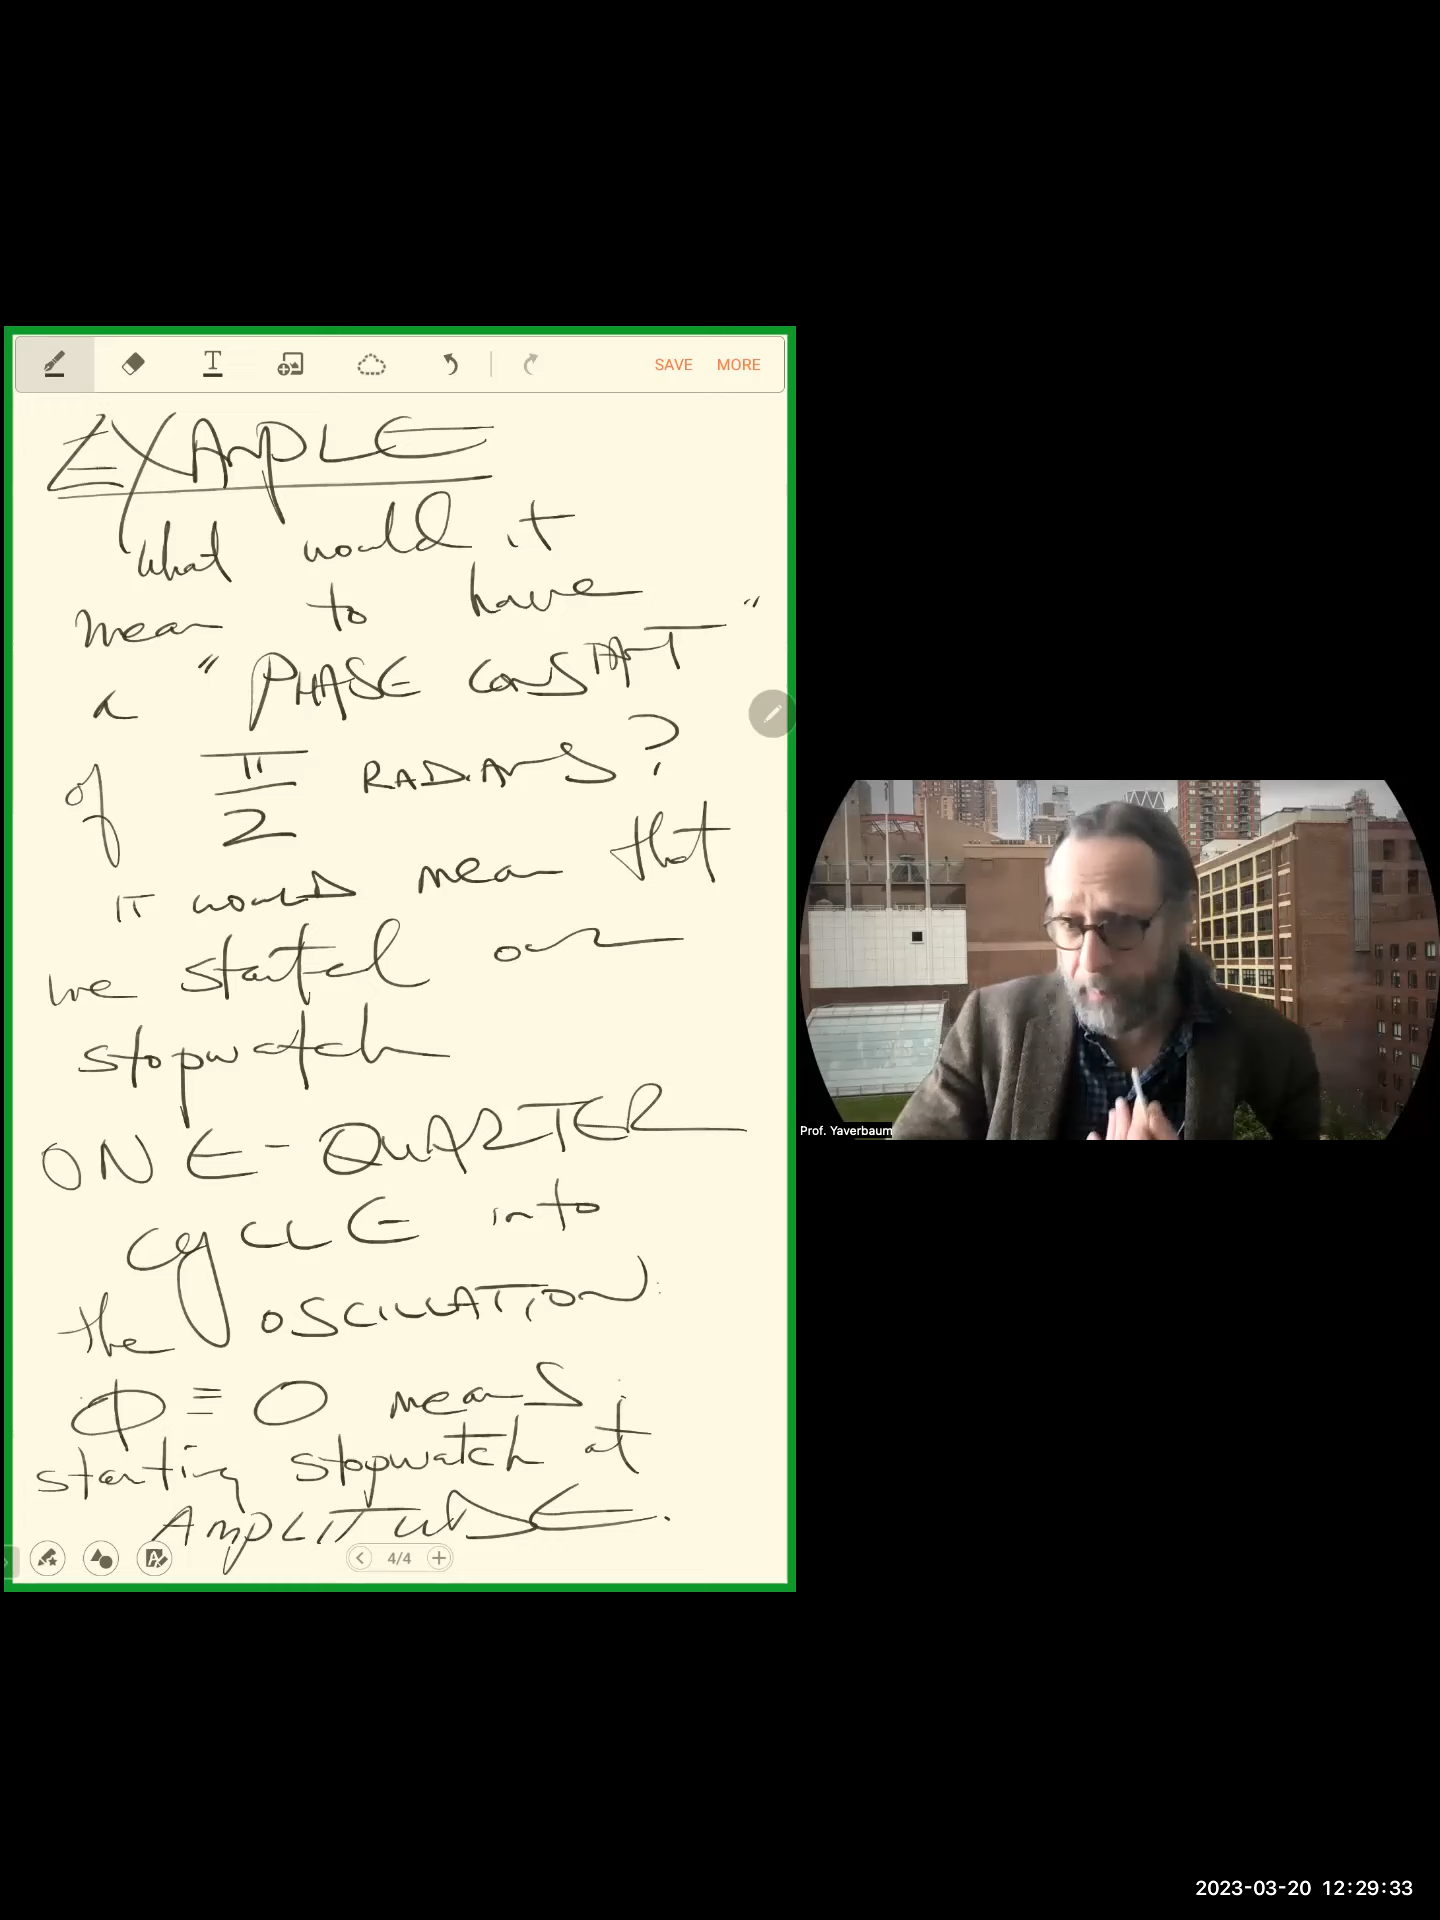 SAVE MORE
EXAMPLE
What would it
mean to have
a "PHASE CONSTANT"
of π/2 RADIANS?
IT WOULD mean that
we started our
stopwatch
ONE-QUARTER
CYCLE into
the OSCILLATION.
Φ ≡ 0 means
starting stopwatch at
AMPLITUDE.
4/4
Prof. Yaverbaum
2023-03-20 12:29:33